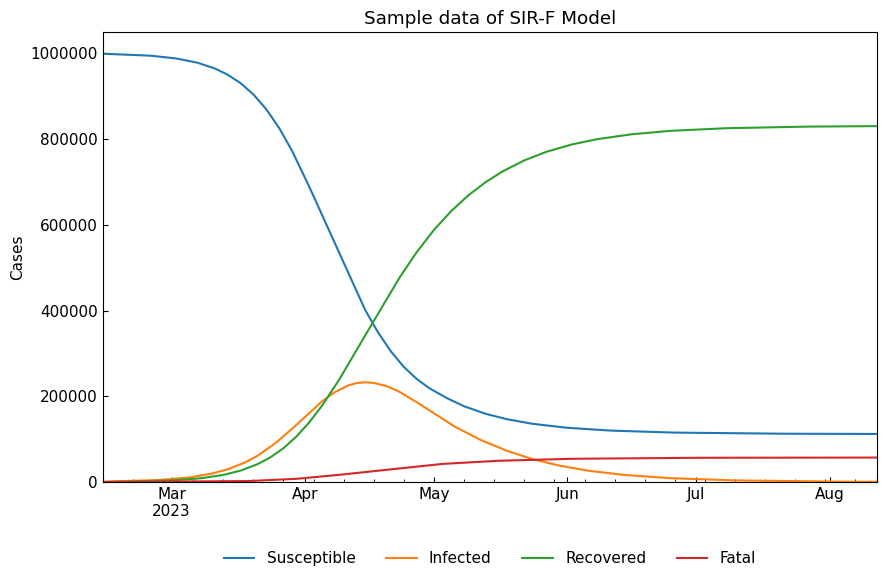 Sample data of SIR-F Model
Cases
1000000
800000
600000
400000
200000
0
Mar Apr May Jun Jul Aug
2023
Susceptible Infected Recovered Fatal